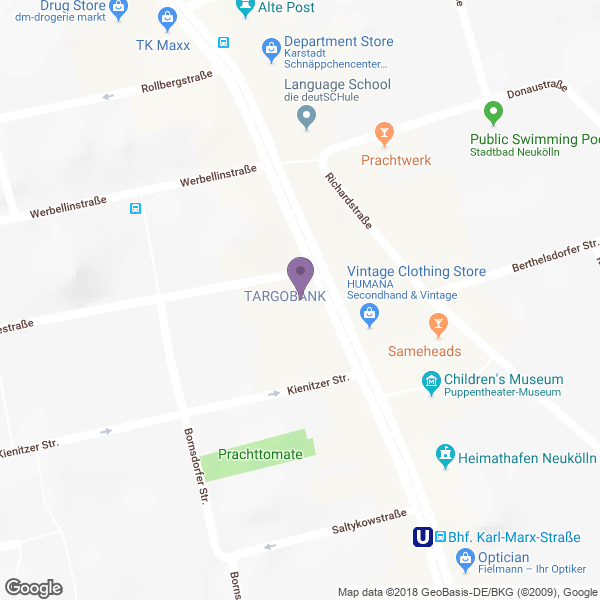 Drug Store
dm-drogerie markt
Alte Post
TK Maxx
Department Store
Karstadt
Schnäppchencenter...
Rollbergstraße
Language School
die deutSCHule
Donaustraße
Public Swimming Poo
Stadtbad Neukölln
Prachtwerk
Werbellinstraße
Richardstraße
Werbellinstraße
Berthelsdorfer Str.
Vintage Clothing Store
HUMANA
Secondhand & Vintage
TARGOBANK
estraße
Sameheads
Children's Museum
Puppentheater-Museum
Kienitzer Str.
Kienitzer Str.
Bornsdorfer Str.
Prachttomate
Heimathafen Neukölln
Saltykowstraße
U
Bhf. Karl-Marx-Straße
Optician
Fielmann – Ihr Optiker
Borns
Google
Map data ©2018 GeoBasis-DE/BKG (©2009), Google